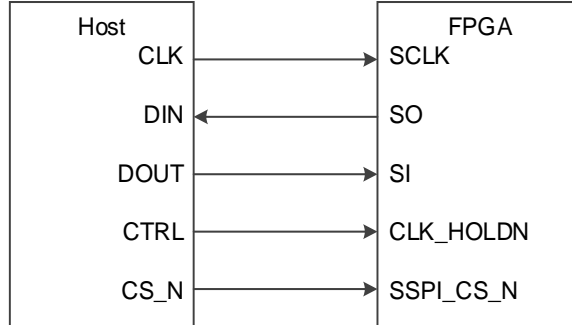 Host FPGA
CLK SCLK
DIN SO
DOUT SI
CTRL CLK_HOLDN
CS_N SSPI_CS_N